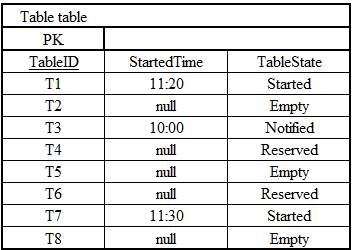 Table table
PK
TableID StartedTime TableState
T1 11:20 Started
T2 null Empty
T3 10:00 Notified
T4 null Reserved
T5 null Empty
T6 null Reserved
T7 11:30 Started
T8 null Empty